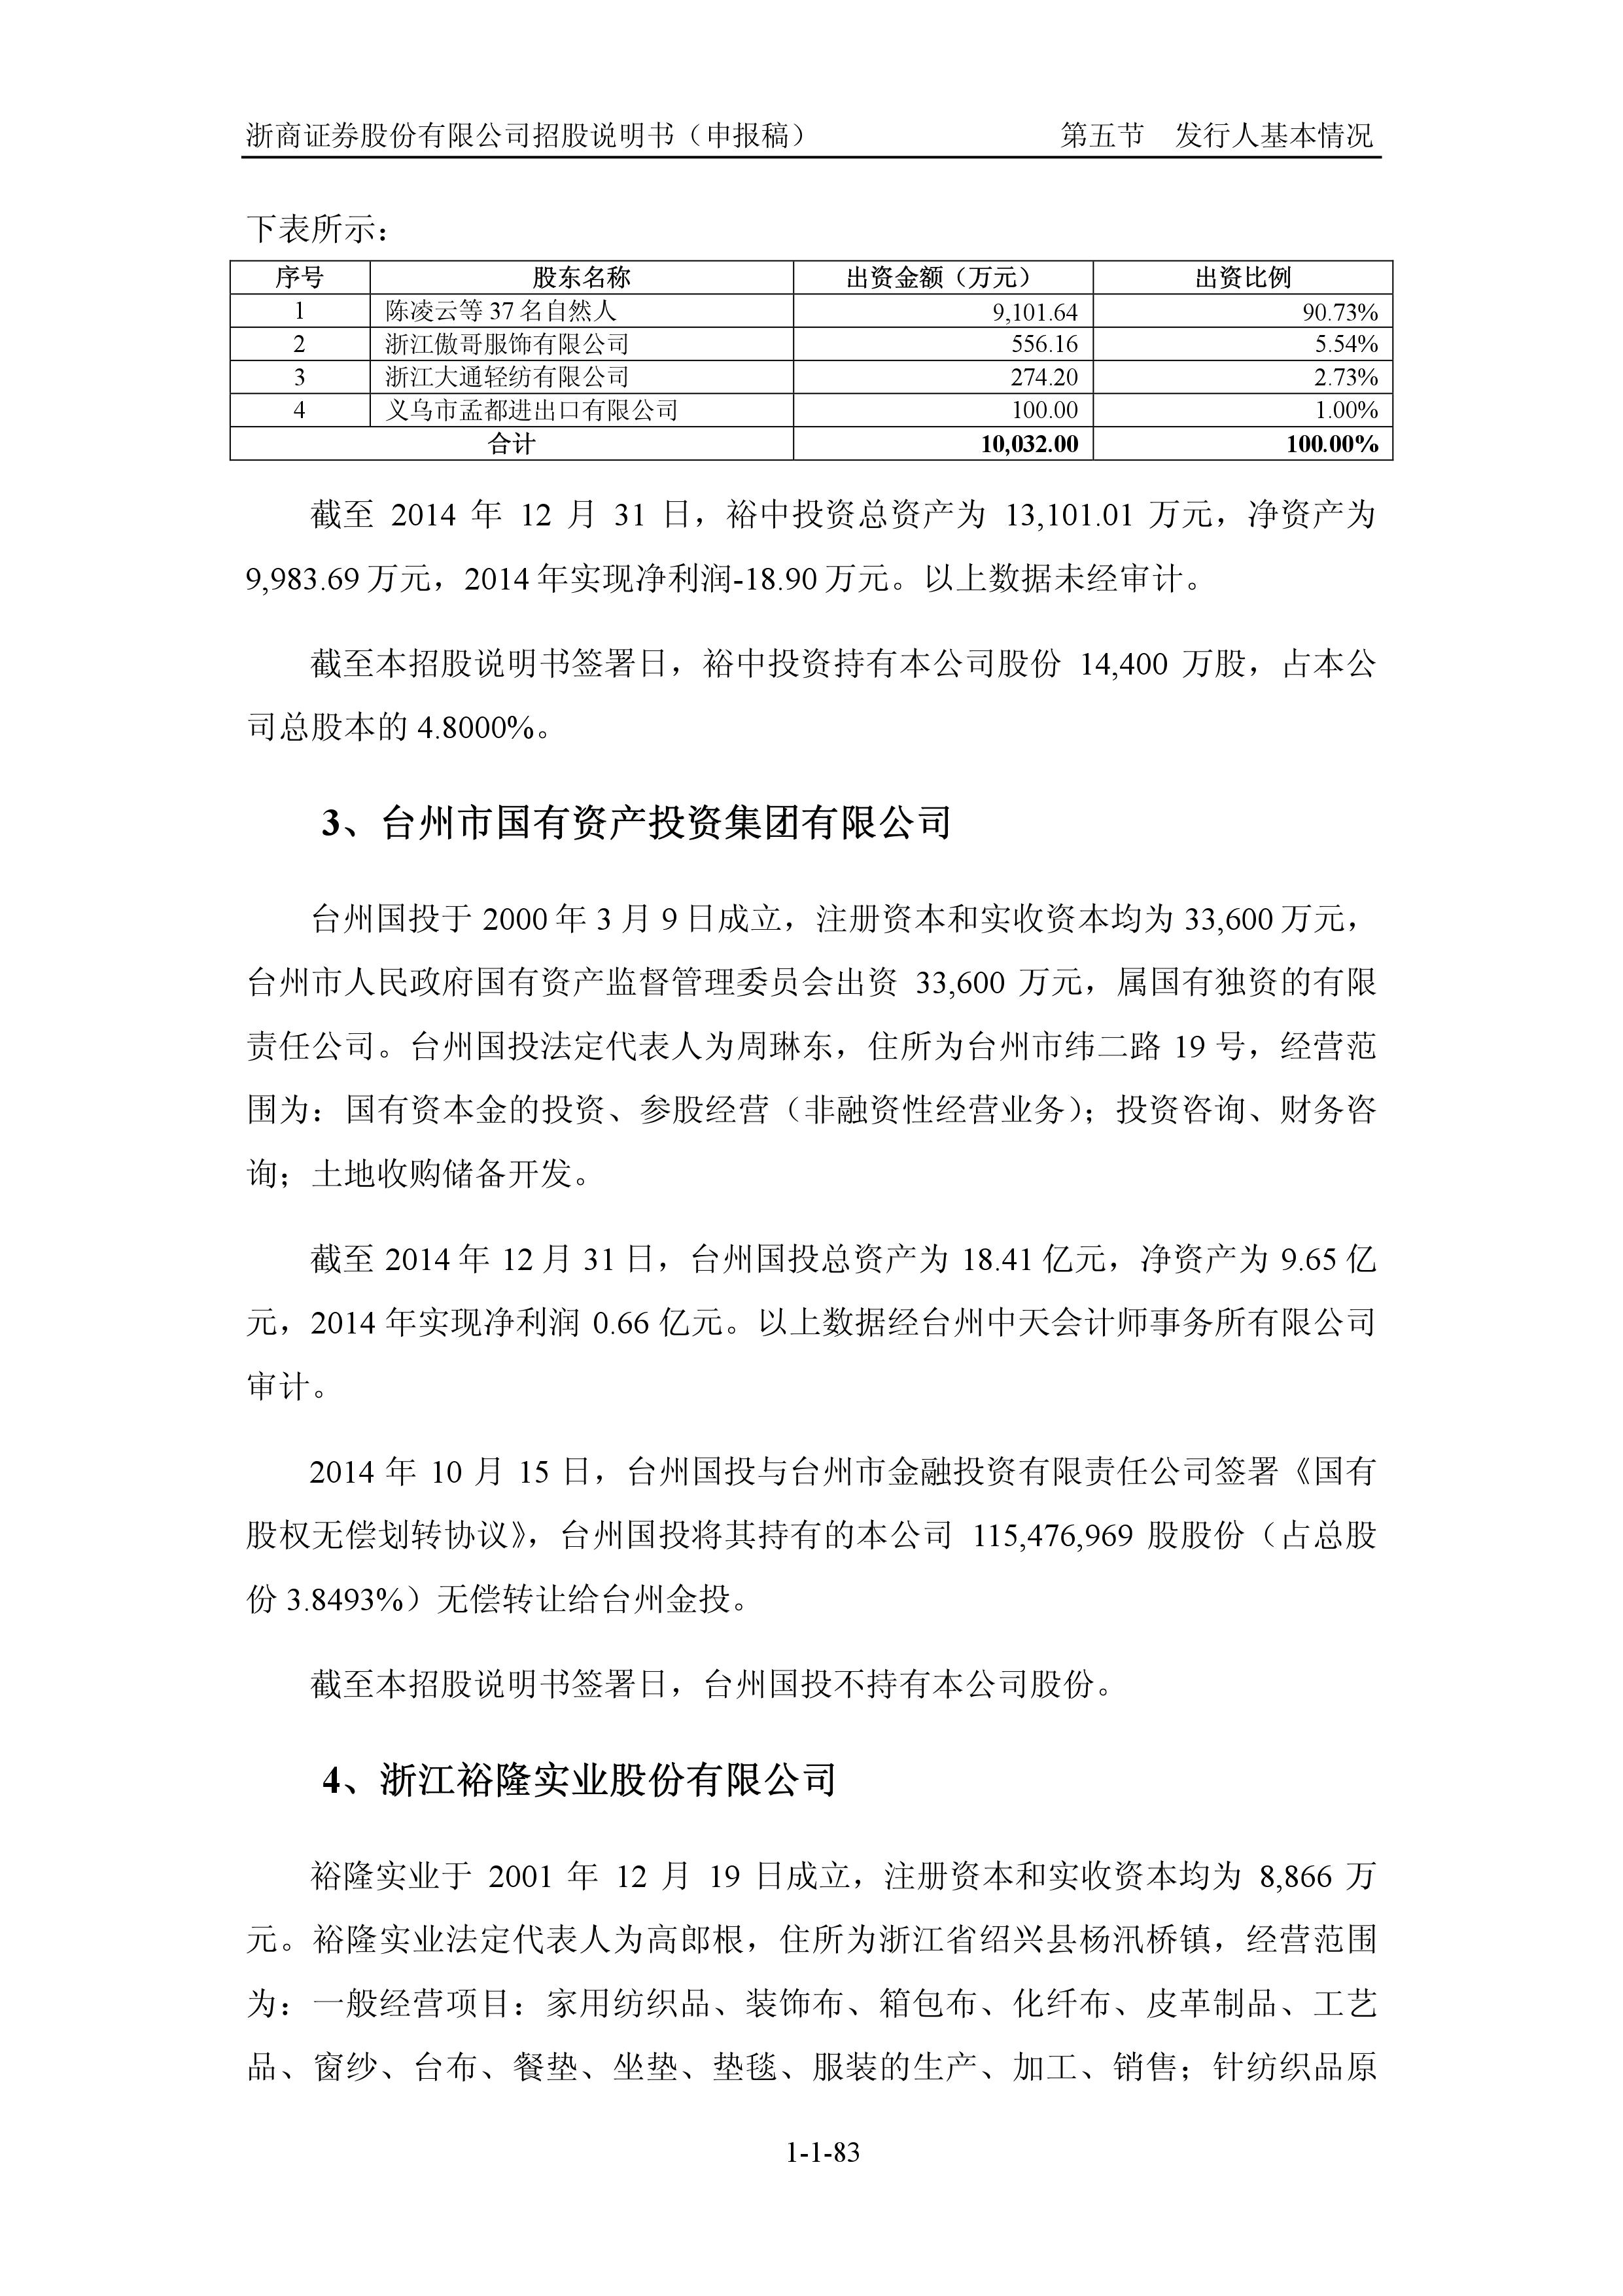 浙商证券股份有限公司招股说明书（申报稿） 第五节 发行人基本情况
下表所示：
序号 股东名称 出资金额（万元） 出资比例
1 陈凌云等 37 名自然人 9,101.64 90.73%
2 浙江傲哥服饰有限公司 556.16 5.54%
3 浙江大通轻纺有限公司 274.20 2.73%
4 义乌市孟都进出口有限公司 100.00 1.00%
合计 10,032.00 100.00%
截至 2014 年 12 月 31 日，裕中投资总资产为 13,101.01 万元，净资产为
9,983.69 万元，2014 年实现净利润-18.90 万元。以上数据未经审计。
截至本招股说明书签署日，裕中投资持有本公司股份 14,400 万股，占本公
司总股本的 4.8000%。
3、台州市国有资产投资集团有限公司
台州国投于 2000 年 3 月 9 日成立，注册资本和实收资本均为 33,600 万元，
台州市人民政府国有资产监督管理委员会出资 33,600 万元，属国有独资的有限
责任公司。台州国投法定代表人为周琳东，住所为台州市纬二路 19 号，经营范
围为：国有资本金的投资、参股经营（非融资性经营业务）；投资咨询、财务咨
询；土地收购储备开发。
截至 2014 年 12 月 31 日，台州国投总资产为 18.41 亿元，净资产为 9.65 亿
元，2014 年实现净利润 0.66 亿元。以上数据经台州中天会计师事务所有限公司
审计。
2014 年 10 月 15 日，台州国投与台州市金融投资有限责任公司签署《国有
股权无偿划转协议》，台州国投将其持有的本公司 115,476,969 股股份（占总股
份 3.8493%）无偿转让给台州金投。
截至本招股说明书签署日，台州国投不持有本公司股份。
4、浙江裕隆实业股份有限公司
裕隆实业于 2001 年 12 月 19 日成立，注册资本和实收资本均为 8,866 万
元。裕隆实业法定代表人为高郎根，住所为浙江省绍兴县杨汛桥镇，经营范围
为：一般经营项目：家用纺织品、装饰布、箱包布、化纤布、皮革制品、工艺
品、窗纱、台布、餐垫、坐垫、垫毯、服装的生产、加工、销售；针纺织品原
1-1-83